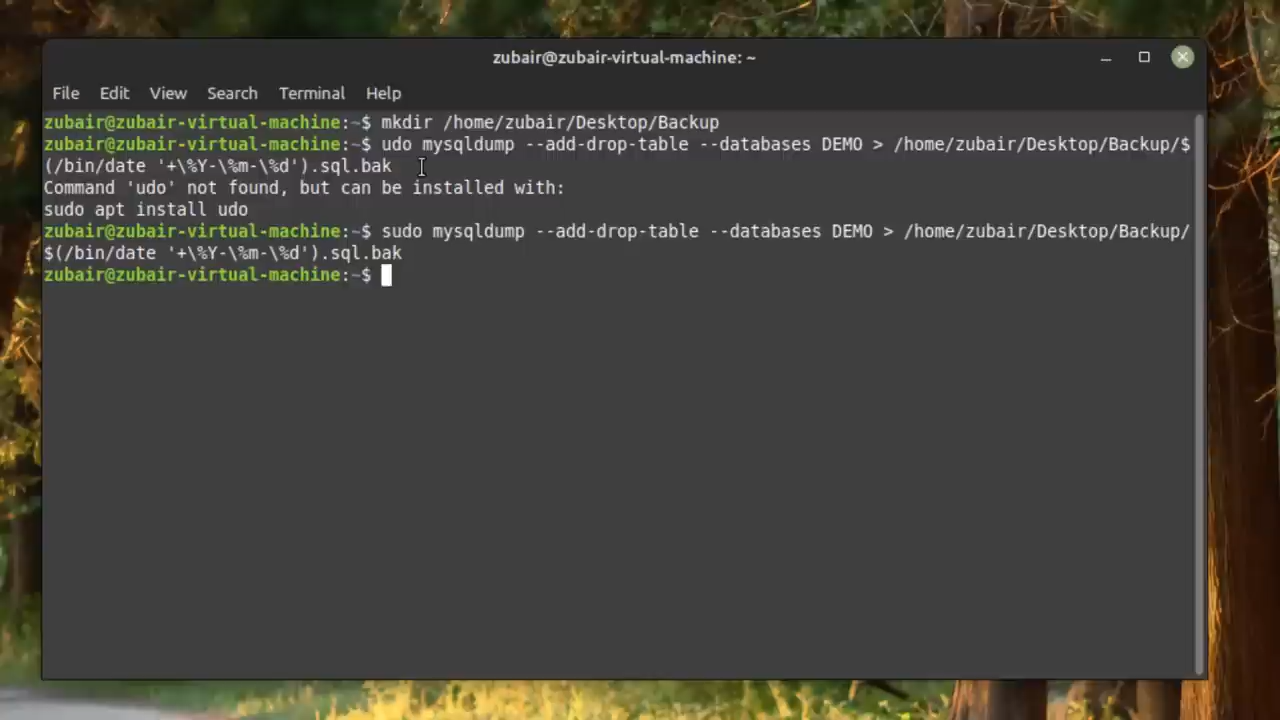 zubair@zubair-virtual-machine: ~
File Edit View Search Terminal Help
zubair@zubair-virtual-machine:~$ mkdir /home/zubair/Desktop/Backup
zubair@zubair-virtual-machine:~$ udo mysqldump --add-drop-table --databases DEMO > /home/zubair/Desktop/Backup/$
(/bin/date '+\%Y-\%m-\%d').sql.bak
Command 'udo' not found, but can be installed with:
sudo apt install udo
zubair@zubair-virtual-machine:~$ sudo mysqldump --add-drop-table --databases DEMO > /home/zubair/Desktop/Backup/
$(/bin/date '+\%Y-\%m-\%d').sql.bak
zubair@zubair-virtual-machine:~$